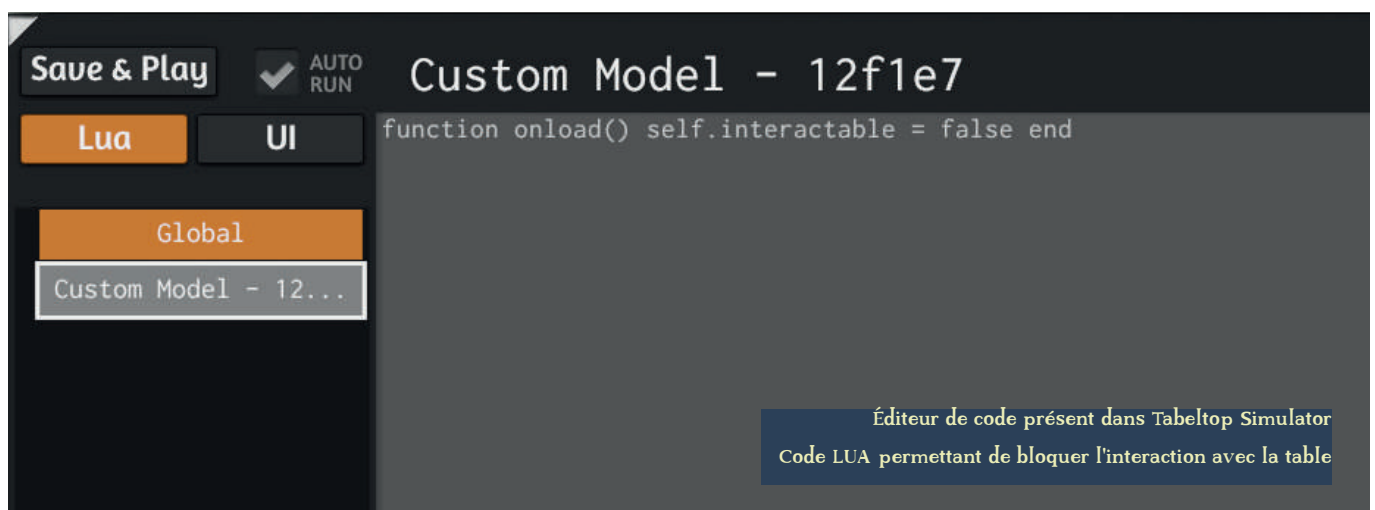 Save & Play
AUTO
RUN
Custom Model - 12f1e7
Lua
UI
function onload() self.interactable = false end
Global
Custom Model - 12...
Éditeur de code présent dans Tabeltop Simulator
Code LUA permettant de bloquer l'interaction avec la table